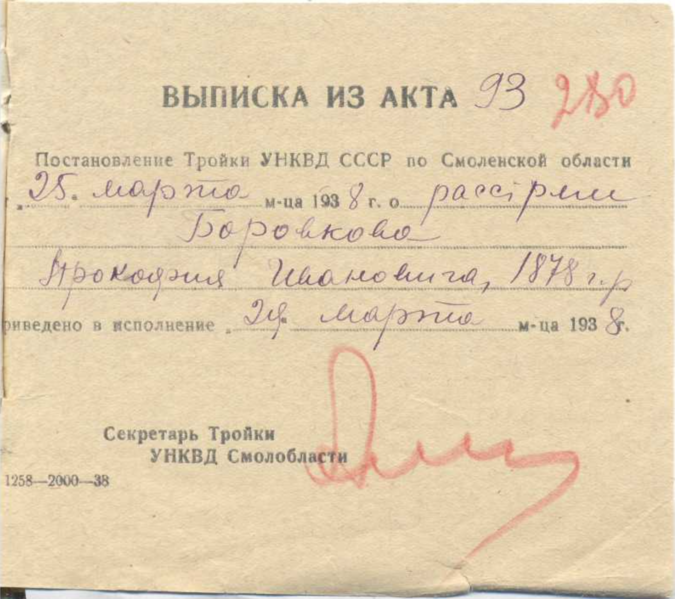 ВЫПИСКА ИЗ АКТА 93 280
Постановление Тройки УНКВД СССР по Смоленской области
„25. марта м-ца 1938 г. о расстреле
Боровкова
Прокофия Ивановича, 1878 г.р
риведено в исполнение „29. марта м-ца 1938 г.
Секретарь Тройки
УНКВД Смолобласти
1258—2000—38